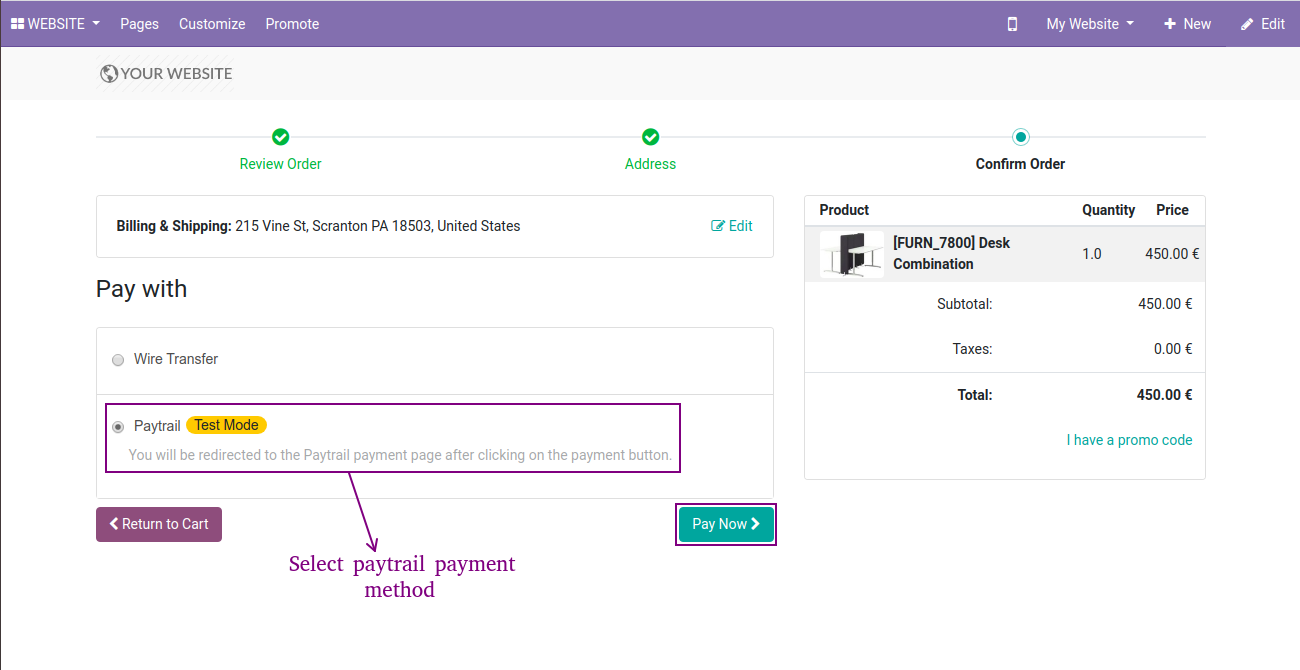 WEBSITE Pages Customize Promote My Website New Edit
YOUR WEBSITE
Review Order Address Confirm Order
Billing & Shipping: 215 Vine St, Scranton PA 18503, United States Edit
Pay with
Wire Transfer
Paytrail Test Mode
You will be redirected to the Paytrail payment page after clicking on the payment button.
Return to Cart Pay Now
Select paytrail payment
method
Product Quantity Price
[FURN_7800] Desk
Combination 1.0 450.00 €
Subtotal: 450.00 €
Taxes: 0.00 €
Total: 450.00 €
I have a promo code